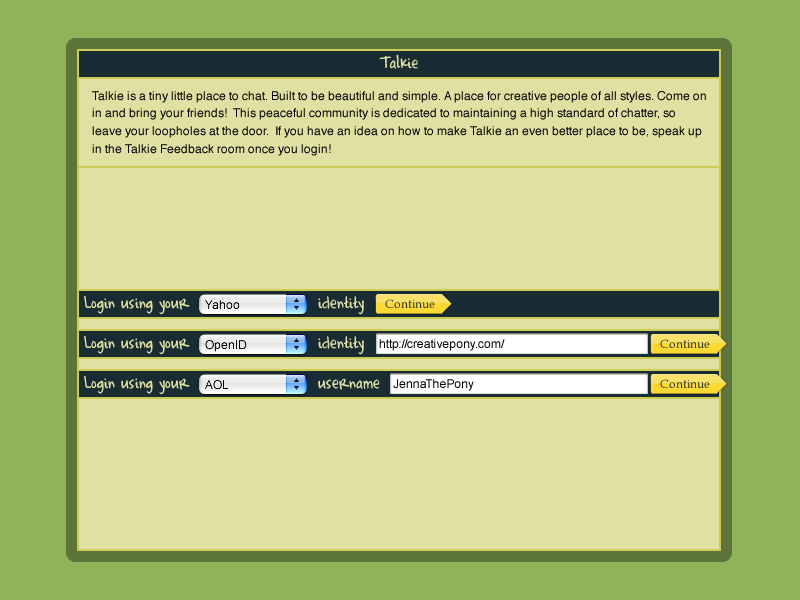 Talkie
Talkie is a tiny little place to chat. Built to be beautiful and simple. A place for creative people of all styles. Come on
in and bring your friends!  This peaceful community is dedicated to maintaining a high standard of chatter, so
leave your loopholes at the door.  If you have an idea on how to make Talkie an even better place to be, speak up
in the Talkie Feedback room once you login!
Login using your Yahoo identity Continue
Login using your OpenID identity http://creativepony.com/ Continue
Login using your AOL username JennaThePony Continue